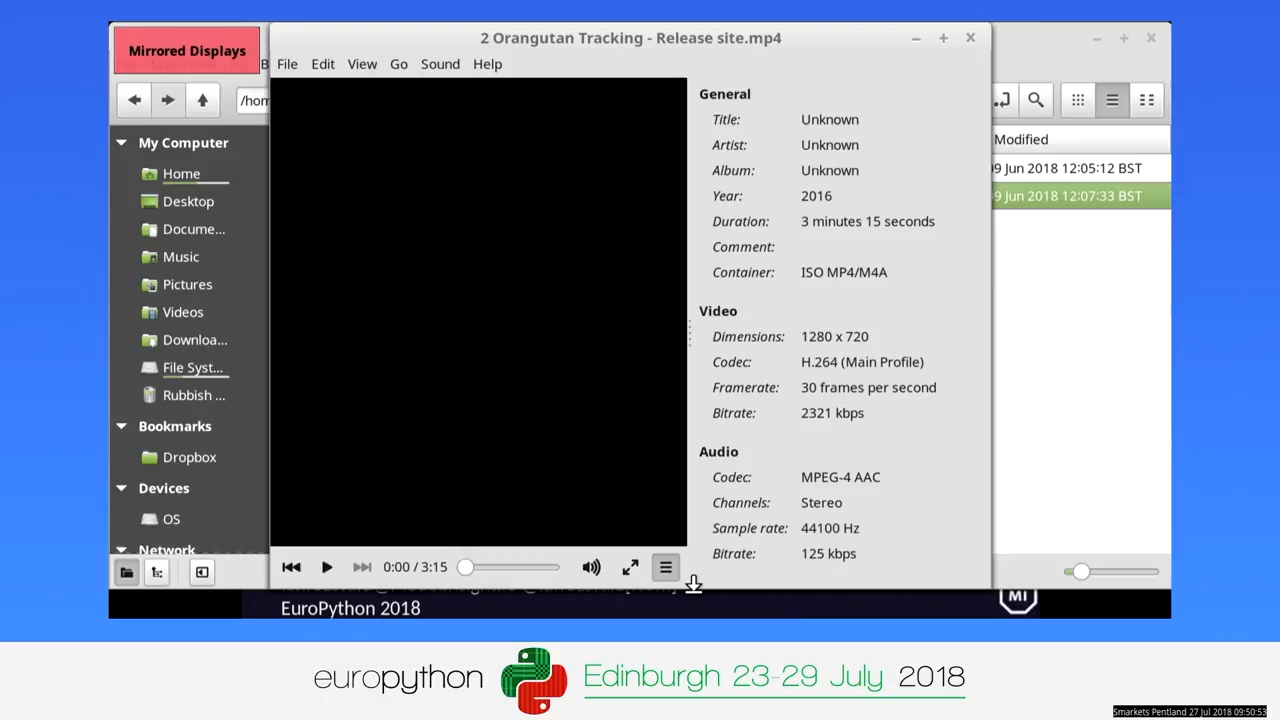 Mirrored Displays
2 Orangutan Tracking - Release site.mp4
File Edit View Go Sound Help
/hom
My Computer
Home
Desktop
Docume...
Music
Pictures
Videos
Downloa...
File Syst...
Rubbish ...
Bookmarks
Dropbox
Devices
OS
Network
General
Title: Unknown
Artist: Unknown
Album: Unknown
Year: 2016
Duration: 3 minutes 15 seconds
Comment:
Container: ISO MP4/M4A
Video
Dimensions: 1280 x 720
Codec: H.264 (Main Profile)
Framerate: 30 frames per second
Bitrate: 2321 kbps
Audio
Codec: MPEG-4 AAC
Channels: Stereo
Sample rate: 44100 Hz
Bitrate: 125 kbps
0:00 / 3:15
Modified
9 Jun 2018 12:05:12 BST
9 Jun 2018 12:07:33 BST
EuroPython 2018
MI
europython
Edinburgh 23-29 July 2018
Smarkets Pentland 27 Jul 2018 09:50:53